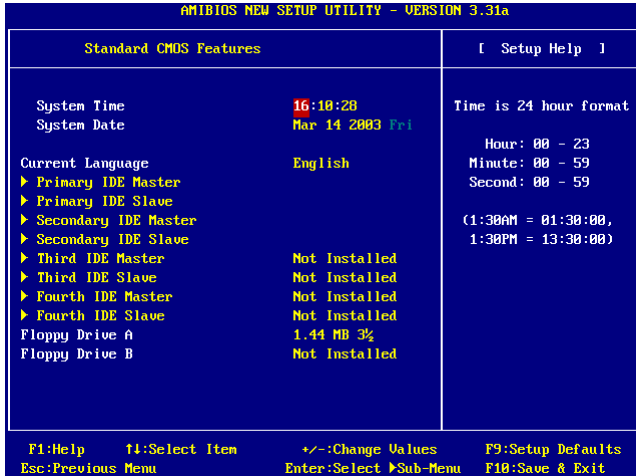 AMIBIOS NEW SETUP UTILITY - VERSION 3.31a
Standard CMOS Features
[ Setup Help ]
System Time 16:10:28
System Date Mar 14 2003 Fri
Current Language English
▶ Primary IDE Master
▶ Primary IDE Slave
▶ Secondary IDE Master
▶ Secondary IDE Slave
▶ Third IDE Master Not Installed
▶ Third IDE Slave Not Installed
▶ Fourth IDE Master Not Installed
▶ Fourth IDE Slave Not Installed
Floppy Drive A 1.44 MB 3½
Floppy Drive B Not Installed
Time is 24 hour format
Hour: 00 - 23
Minute: 00 - 59
Second: 00 - 59
(1:30AM = 01:30:00,
1:30PM = 13:30:00)
F1:Help ↑↓:Select Item +/-:Change Values F9:Setup Defaults
Esc:Previous Menu Enter:Select ▶Sub-Menu F10:Save & Exit